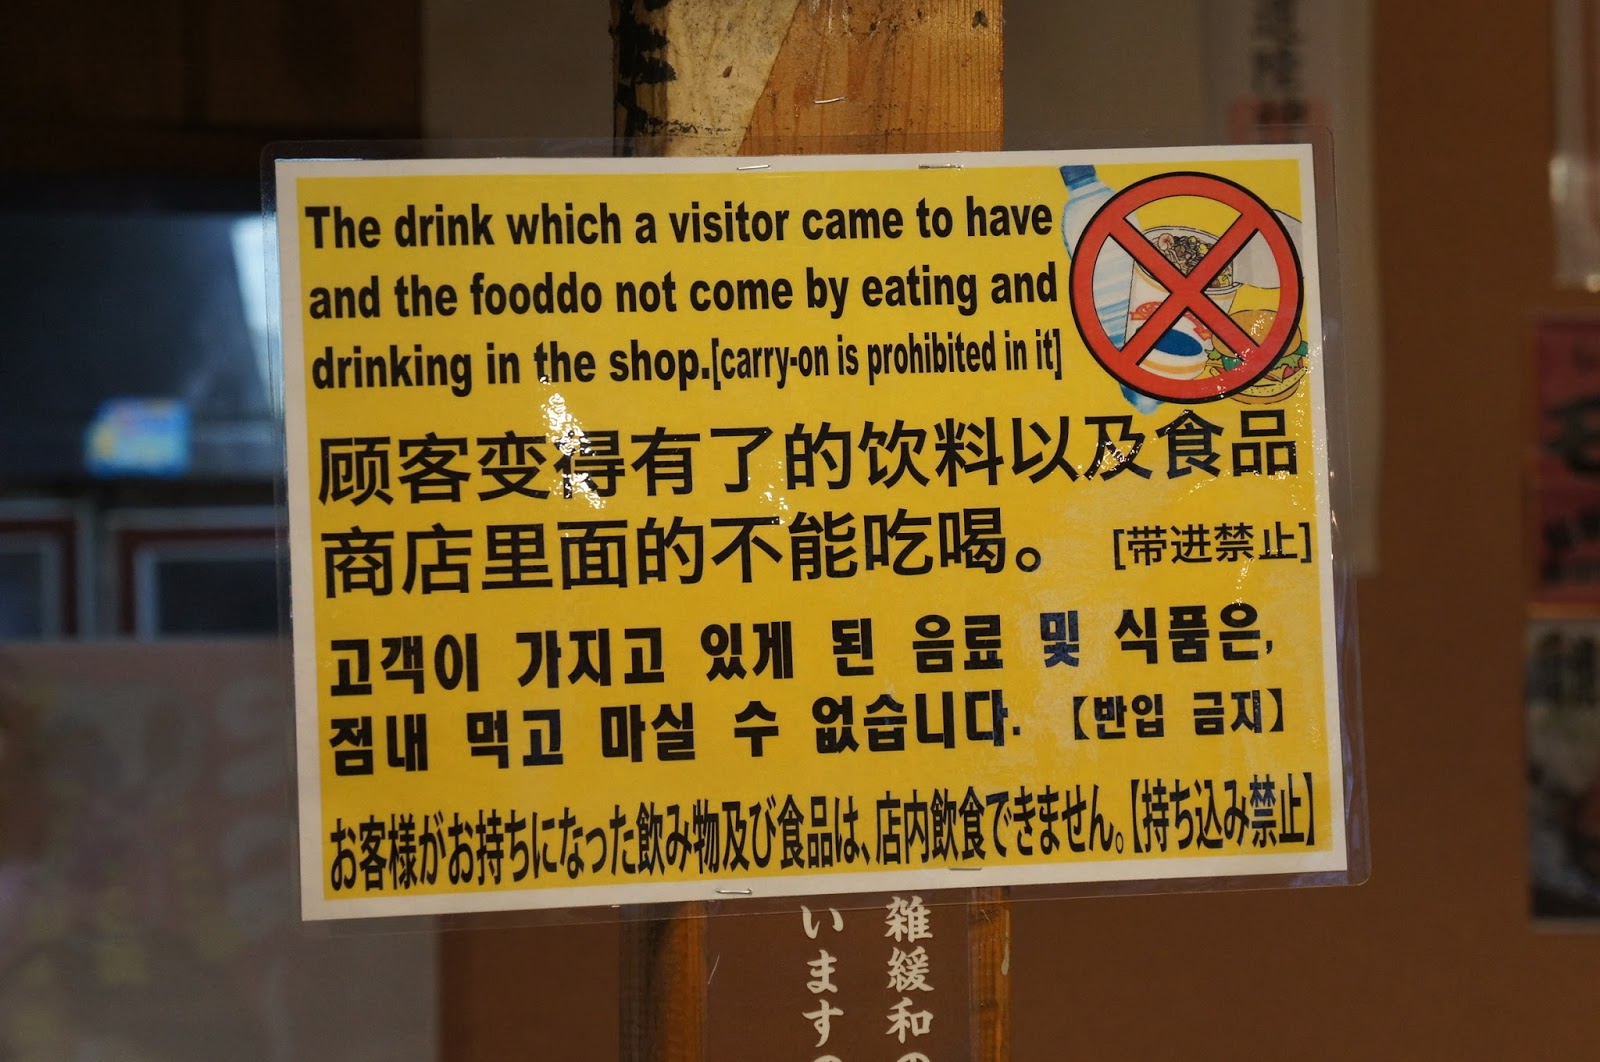 The drink which a visitor came to have
and the fooddo not come by eating and
drinking in the shop.[carry-on is prohibited in it]
顾客变得有了的饮料以及食品
商店里面的不能吃喝。 [带进禁止]
고객이 가지고 있게 된 음료 및 식품은,
점내 먹고 마실 수 없습니다. 【반입 금지】
お客様がお持ちになった飲み物及び食品は、店内飲食できません。【持ち込み禁止】
雑緩和の
います